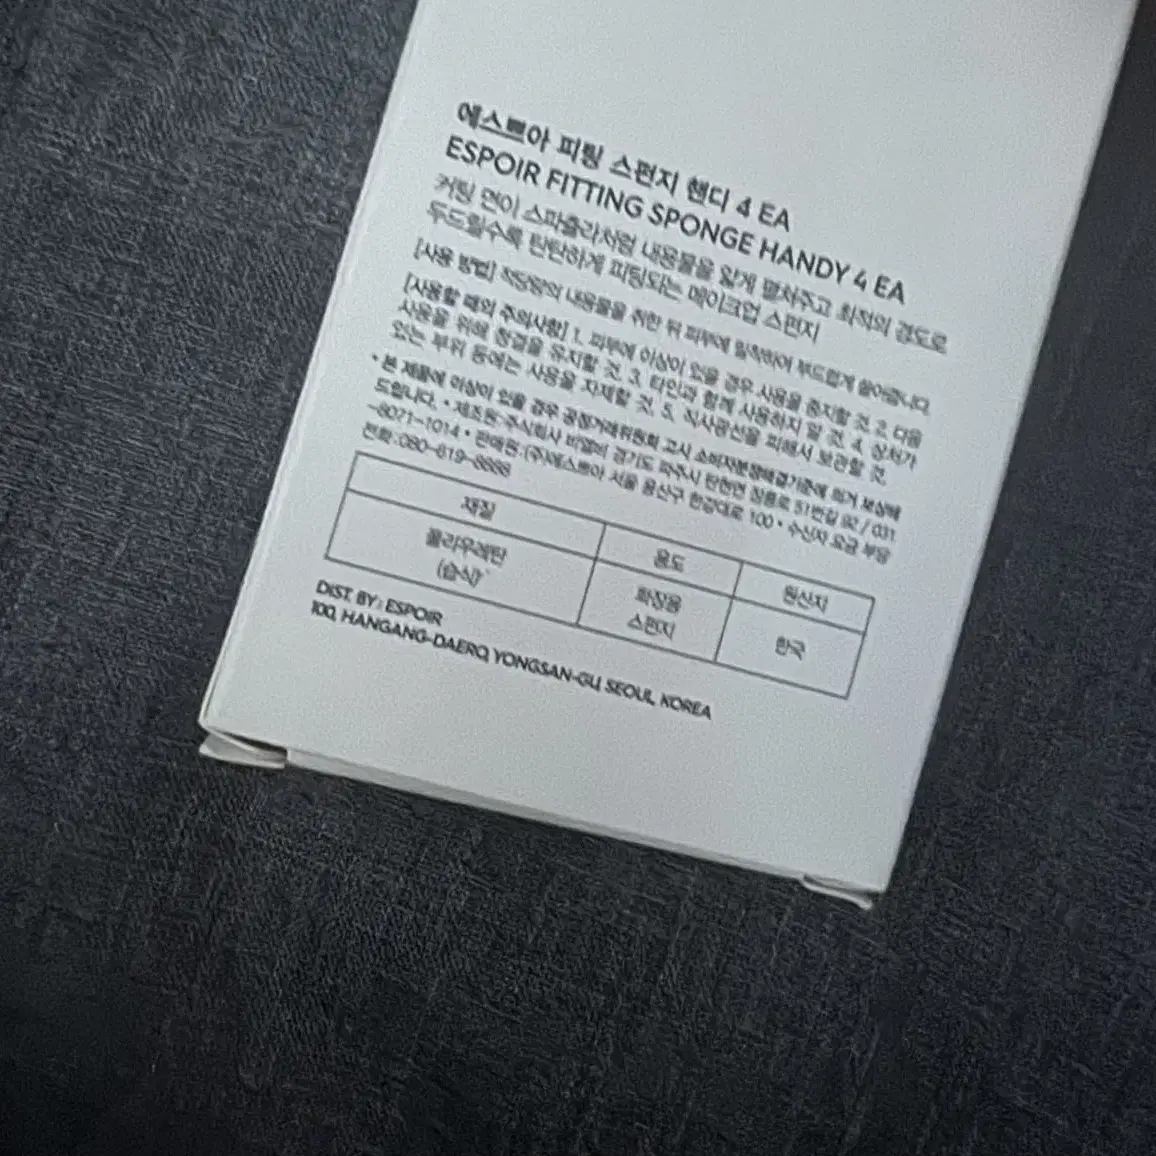 에스쁘아 피팅 스펀지 핸디 4 EA
ESPOIR FITTING SPONGE HANDY 4 EA
커팅 면이 스파츌라처럼 내용물을 얇게 펼쳐주고 최적의 경도로
두드릴수록 탄탄하게 피팅되는 메이크업 스펀지
[사용 방법] 적당량의 내용물을 취한 뒤 피부에 밀착하여 부드럽게 쓸어줍니다.
[사용할 때의 주의사항] 1. 피부에 이상이 있을 경우 사용을 중지할 것. 2. 다음
사용을 위해 청결을 유지할 것. 3. 타인과 함께 사용하지 말 것. 4. 상처가
있는 부위 등에는 사용을 자제할 것. 5. 직사광선을 피해서 보관할 것.
• 본 제품에 이상이 있을 경우 공정거래위원회 고시 소비자분쟁해결기준에 의거 보상해
드립니다. • 제조원:주식회사 비엘비 경기도 파주시 탄현면 장릉로 51번길 92 / 031
-8071-1014 • 판매원:(주)에스쁘아 서울 용산구 한강대로 100 • 수신자 요금 부담
전화:080-619-8888
재질 용도 원산지
폴리우레탄 화장용 한국
(습식) 스펀지
DIST. BY : ESPOIR
100, HANGANG-DAERO, YONGSAN-GU, SEOUL, KOREA